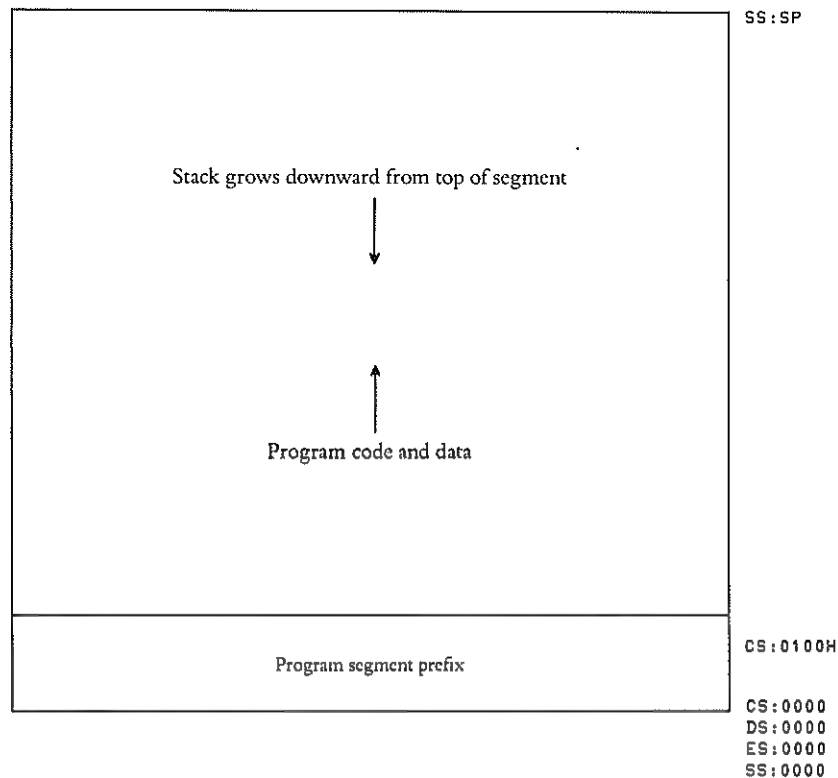 SS:SP
Stack grows downward from top of segment
Program code and data
CS:0100H
Program segment prefix
CS:0000
DS:0000
ES:0000
SS:0000